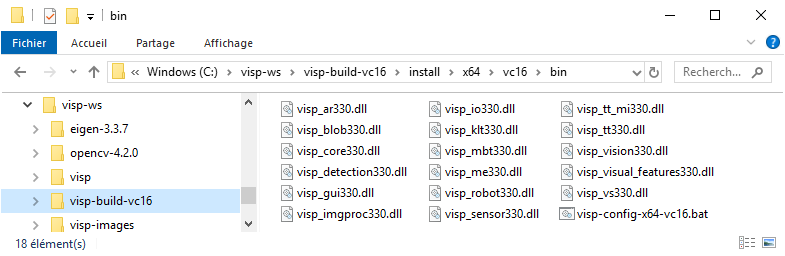 bin
Fichier Accueil Partage Affichage
« Windows (C:) > visp-ws > visp-build-vc16 > install > x64 > vc16 > bin
Recherch...
visp-ws
eigen-3.3.7
opencv-4.2.0
visp
visp-build-vc16
visp-images
visp_ar330.dll
visp_blob330.dll
visp_core330.dll
visp_detection330.dll
visp_gui330.dll
visp_imgproc330.dll
visp_io330.dll
visp_klt330.dll
visp_mbt330.dll
visp_me330.dll
visp_robot330.dll
visp_sensor330.dll
visp_tt_mi330.dll
visp_tt330.dll
visp_vision330.dll
visp_visual_features330.dll
visp_vs330.dll
visp-config-x64-vc16.bat
18 élément(s)